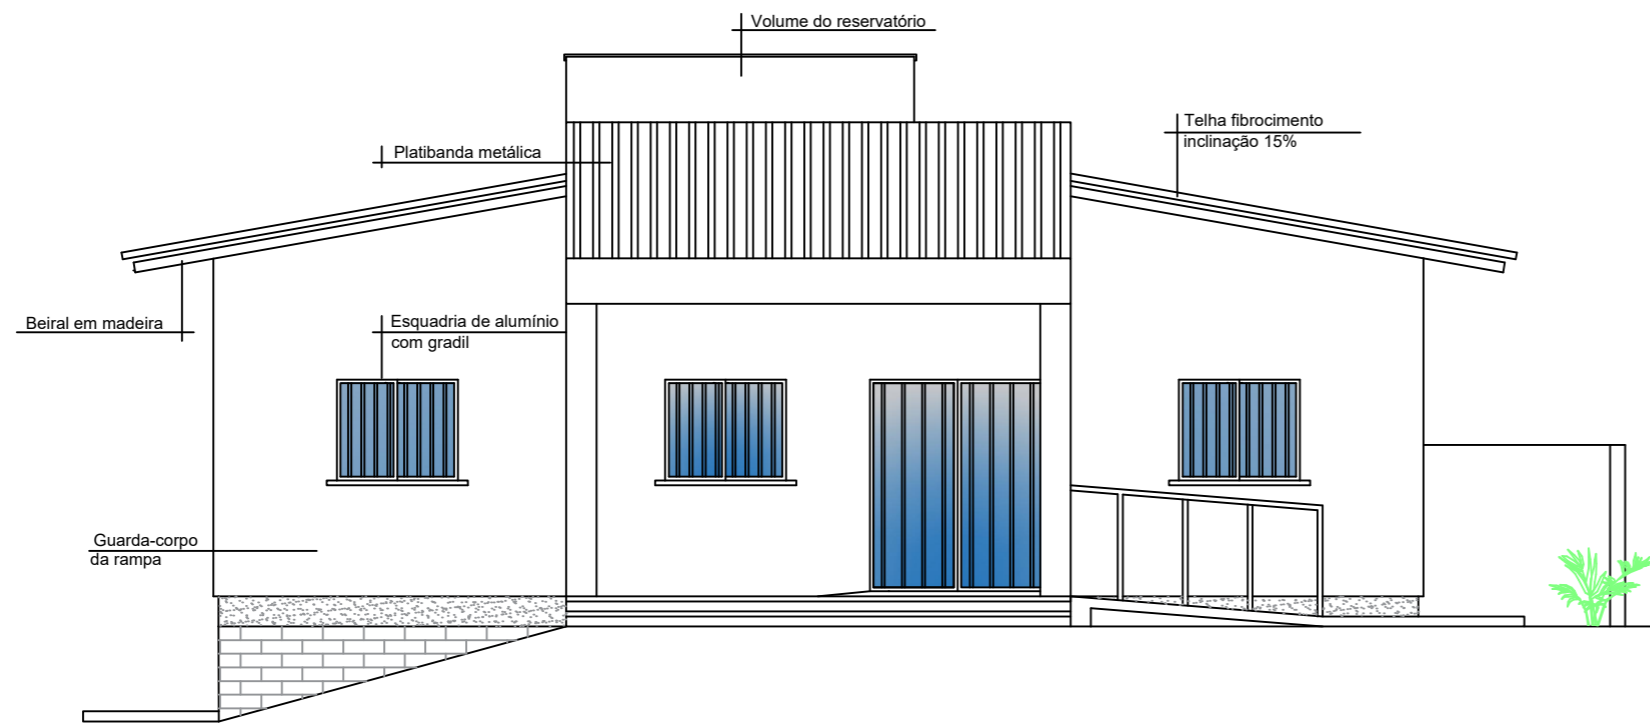 Volume do reservatório
Telha fibrocimento
inclinação 15%
Platibanda metálica
Beiral em madeira
Esquadria de alumínio
com gradil
Guarda-corpo
da rampa